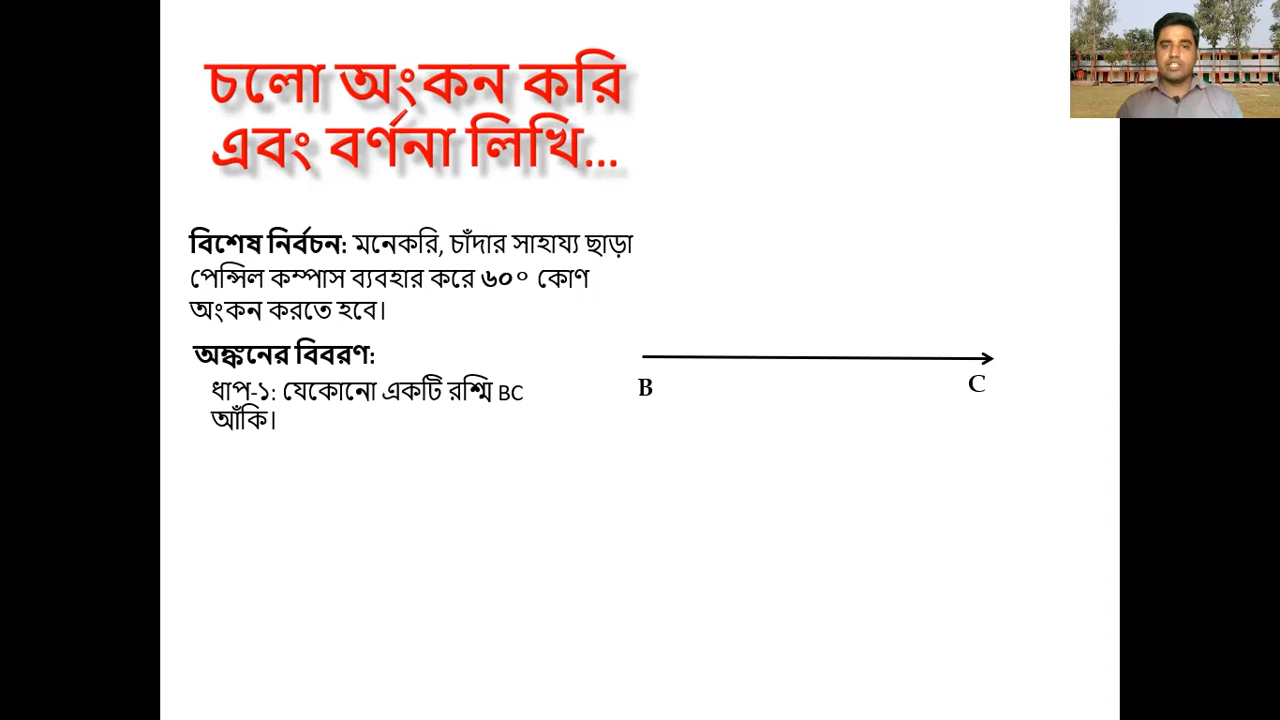 চলো অংকন করি
এবং বর্ণনা লিখি...
বিশেষ নির্বচন: মনেকরি, চাঁদার সাহায্য ছাড়া
পেন্সিল কম্পাস ব্যবহার করে ৬০° কোণ
অংকন করতে হবে।
অঙ্কনের বিবরণ:
ধাপ-১: যেকোনো একটি রশ্মি BC
আঁকি।
B
C